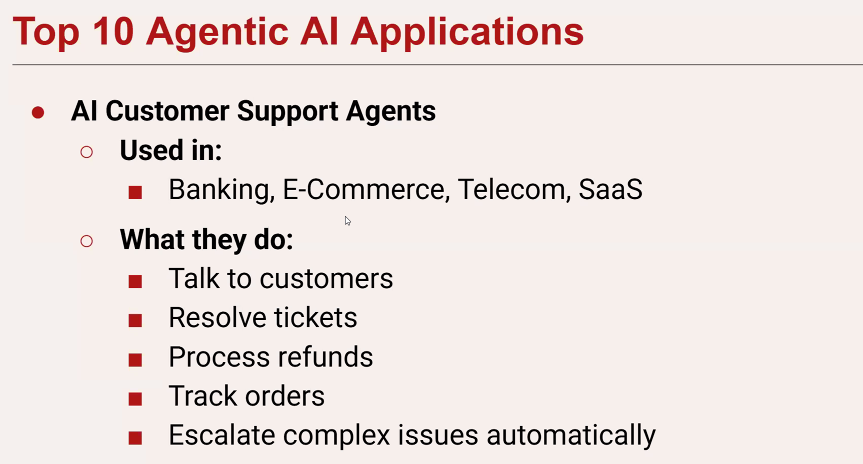 Top 10 Agentic AI Applications
AI Customer Support Agents
Used in:
Banking, E-Commerce, Telecom, SaaS
What they do:
Talk to customers
Resolve tickets
Process refunds
Track orders
Escalate complex issues automatically